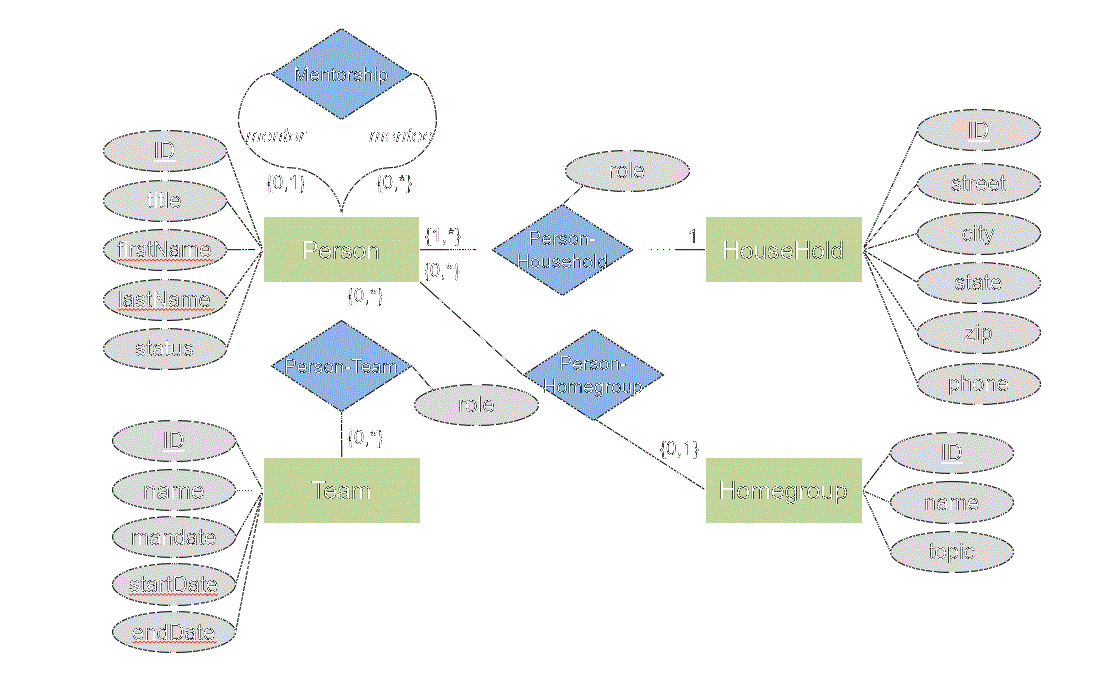 Mentorship
mentor
mentee
{0,1}
{0,*}
ID
title
firstName
lastName
status
Person
{1,*}
{0,*}
{0,*}
role
Person-
Household
1
HouseHold
ID
street
city
state
zip
phone
Person-Team
role
{0,*}
Person-
Homegroup
{0,1}
ID
name
mandate
startDate
endDate
Team
Homegroup
ID
name
topic